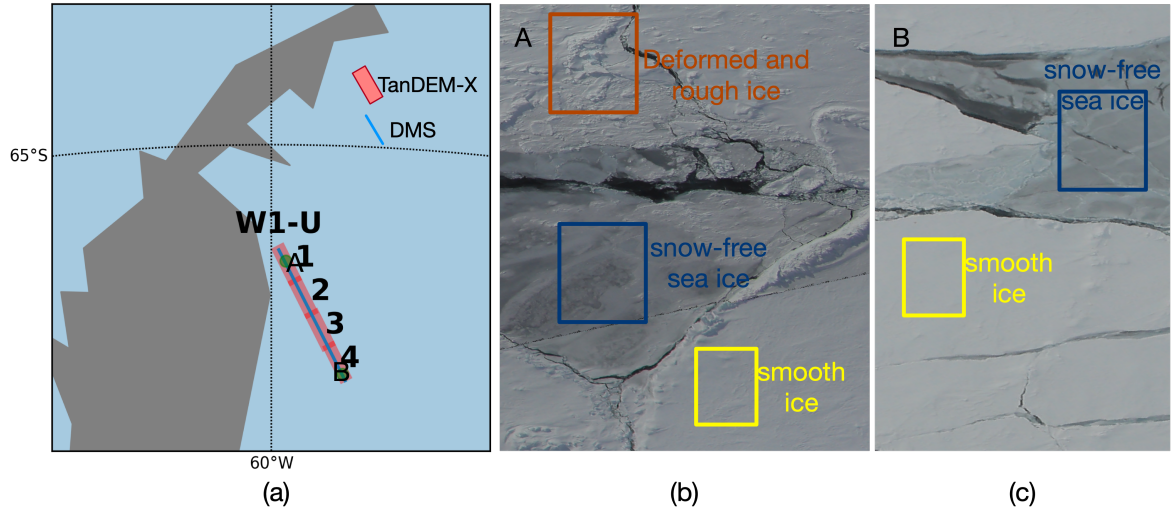 TanDEM-X
DMS
65°S
W1-U
A
1
2
3
4
B
60°W
(a)
A
Deformed and
rough ice
snow-free
sea ice
smooth
ice
(b)
B
snow-free
sea ice
smooth
ice
(c)